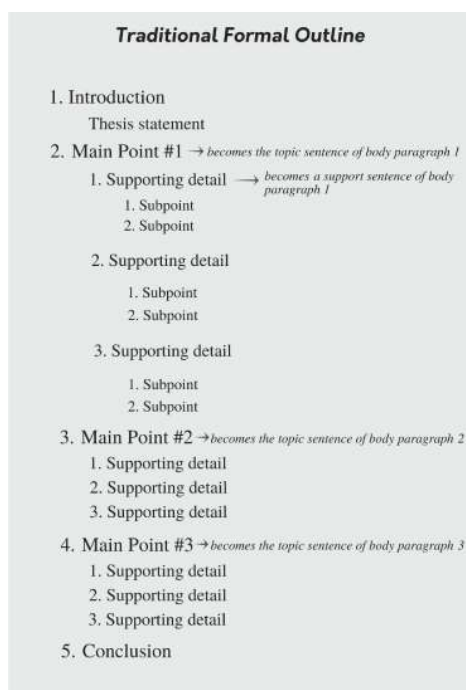 Traditional Formal Outline
1. Introduction
Thesis statement
2. Main Point #1 → becomes the topic sentence of body paragraph 1
1. Supporting detail → becomes a support sentence of body
paragraph 1
1. Subpoint
2. Subpoint
2. Supporting detail
1. Subpoint
2. Subpoint
3. Supporting detail
1. Subpoint
2. Subpoint
3. Main Point #2 → becomes the topic sentence of body paragraph 2
1. Supporting detail
2. Supporting detail
3. Supporting detail
4. Main Point #3 → becomes the topic sentence of body paragraph 3
1. Supporting detail
2. Supporting detail
3. Supporting detail
5. Conclusion